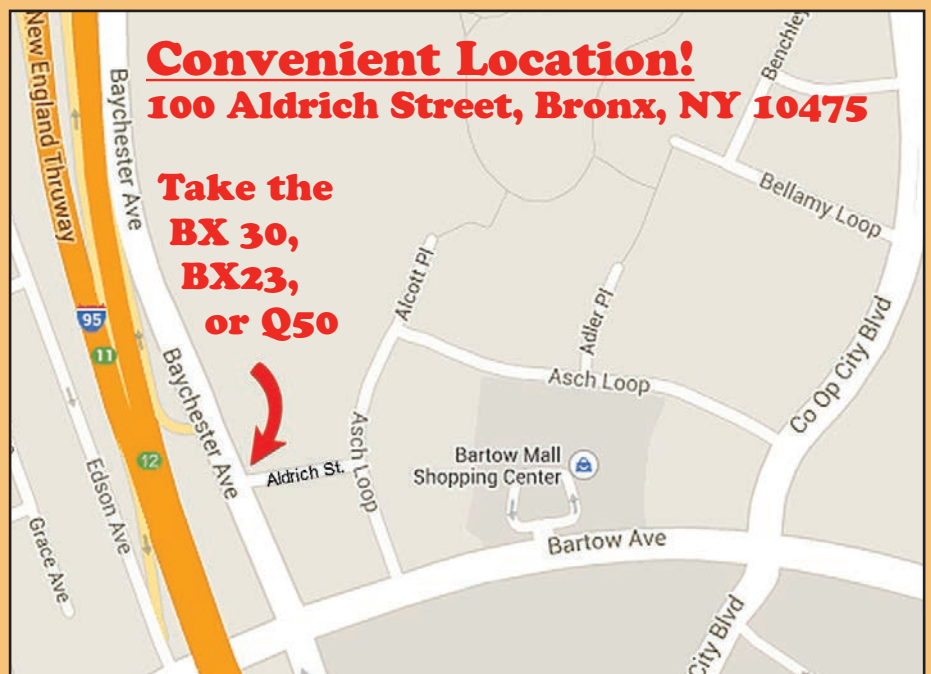 Convenient Location!
100 Aldrich Street, Bronx, NY 10475
Take the
BX 30,
BX23,
or Q50
New England Thruway
Baychester Ave
Benchley
Bellamy Loop
Alcott Pl
Adler Pl
95
11
Asch Loop
Co Op City Blvd
Baychester Ave
Asch Loop
Bartow Mall
Shopping Center
12
Aldrich St.
Edson Ave
Grace Ave
Bartow Ave
City Blvd